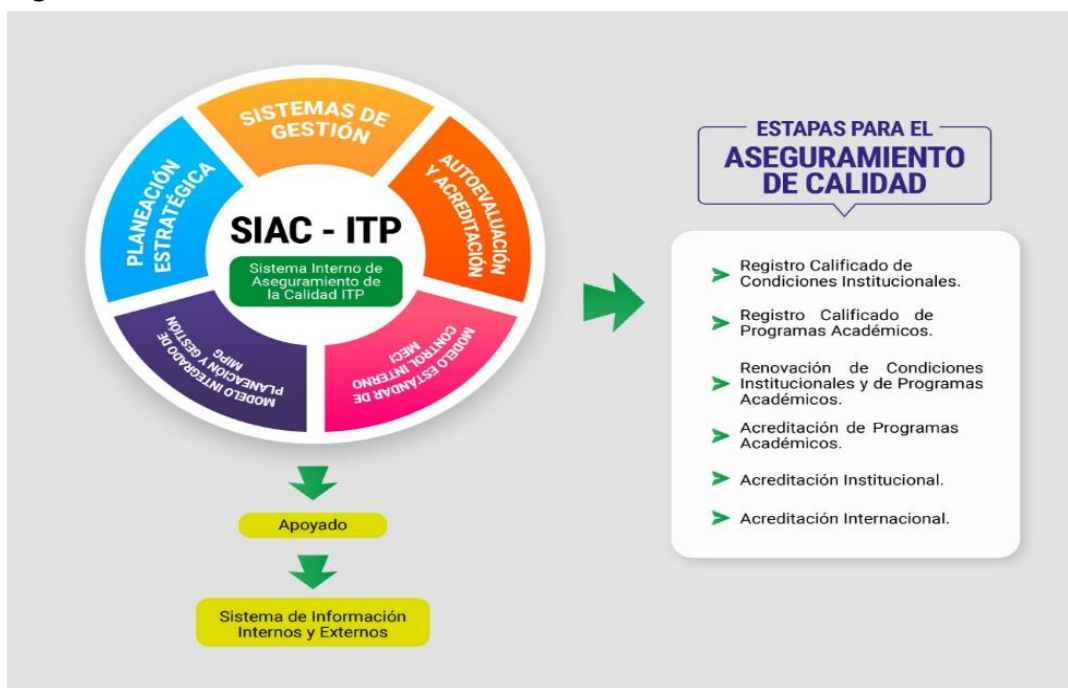 SISTEMAS DE
GESTIÓN
AUTOEVALUACIÓN
Y ACREDITACIÓN
MODELO ESTÁNDAR DE
CONTROL INTERNO
MECI
MODELO INTEGRADO DE
PLANEACIÓN Y GESTIÓN
MIPG
PLANEACIÓN
ESTRATÉGICA
SIAC - ITP
Sistema Interno de
Aseguramiento de
la Calidad ITP
Apoyado
Sistema de Información
Internos y Externos
ESTAPAS PARA EL
ASEGURAMIENTO
DE CALIDAD
Registro Calificado de
Condiciones Institucionales.
Registro Calificado de
Programas Académicos.
Renovación de Condiciones
Institucionales y de Programas
Académicos.
Acreditación de Programas
Académicos.
Acreditación Institucional.
Acreditación Internacional.